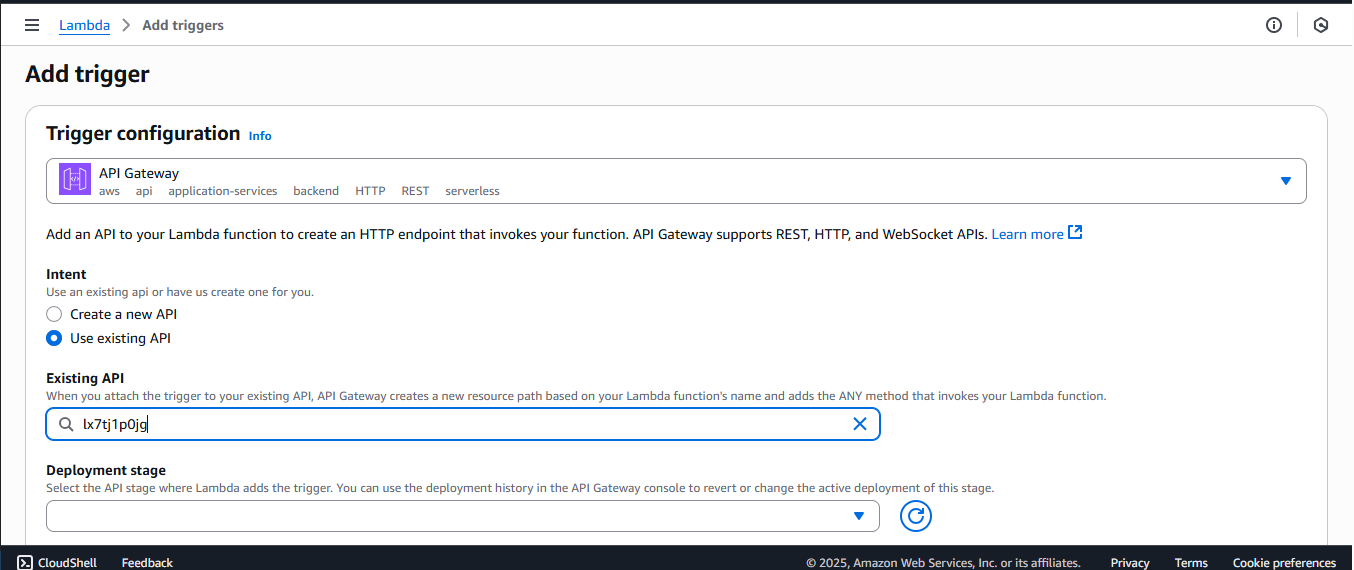 Lambda > Add triggers
Add trigger
Trigger configuration Info
API Gateway
aws api application-services backend HTTP REST serverless
Add an API to your Lambda function to create an HTTP endpoint that invokes your function. API Gateway supports REST, HTTP, and WebSocket APIs. Learn more
Intent
Use an existing api or have us create one for you.
Create a new API
Use existing API
Existing API
When you attach the trigger to your existing API, API Gateway creates a new resource path based on your Lambda function's name and adds the ANY method that invokes your Lambda function.
lx7tj1p0jg
Deployment stage
Select the API stage where Lambda adds the trigger. You can use the deployment history in the API Gateway console to revert or change the active deployment of this stage.
CloudShell Feedback © 2025, Amazon Web Services, Inc. or its affiliates. Privacy Terms Cookie preferences